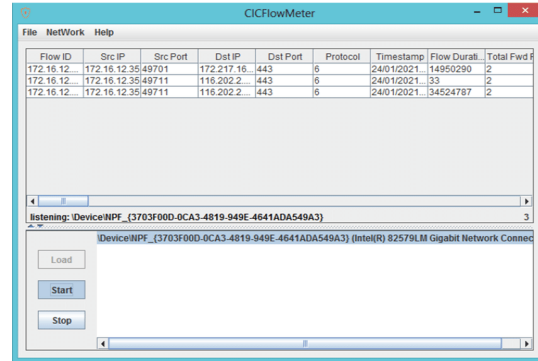 CICFlowMeter
File NetWork Help
Flow ID Src IP Src Port Dst IP Dst Port Protocol Timestamp Flow Durati... Total Fwd F
172.16.12.... 172.16.12.35 49701 172.217.16... 443 6 24/01/2021... 14950290 2
172.16.12.... 172.16.12.35 49711 116.202.2... 443 6 24/01/2021... 33 2
172.16.12.... 172.16.12.35 49711 116.202.2... 443 6 24/01/2021... 34524787 2
listening: \Device\NPF_{3703F00D-0CA3-4819-949E-4641ADA549A3} 3
\Device\NPF_{3703F00D-0CA3-4819-949E-4641ADA549A3} (Intel(R) 82579LM Gigabit Network Connec
Load
Start
Stop